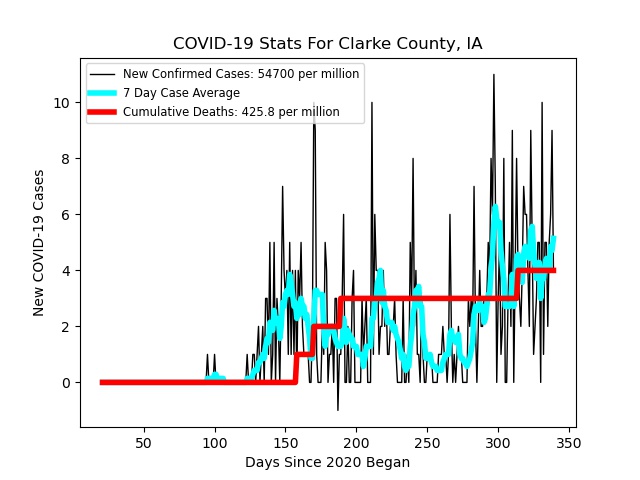 COVID-19 Stats For Clarke County, IA
New Confirmed Cases: 54700 per million
7 Day Case Average
Cumulative Deaths: 425.8 per million
New COVID-19 Cases
10
8
6
4
2
0
50
100
150
200
250
300
350
Days Since 2020 Began